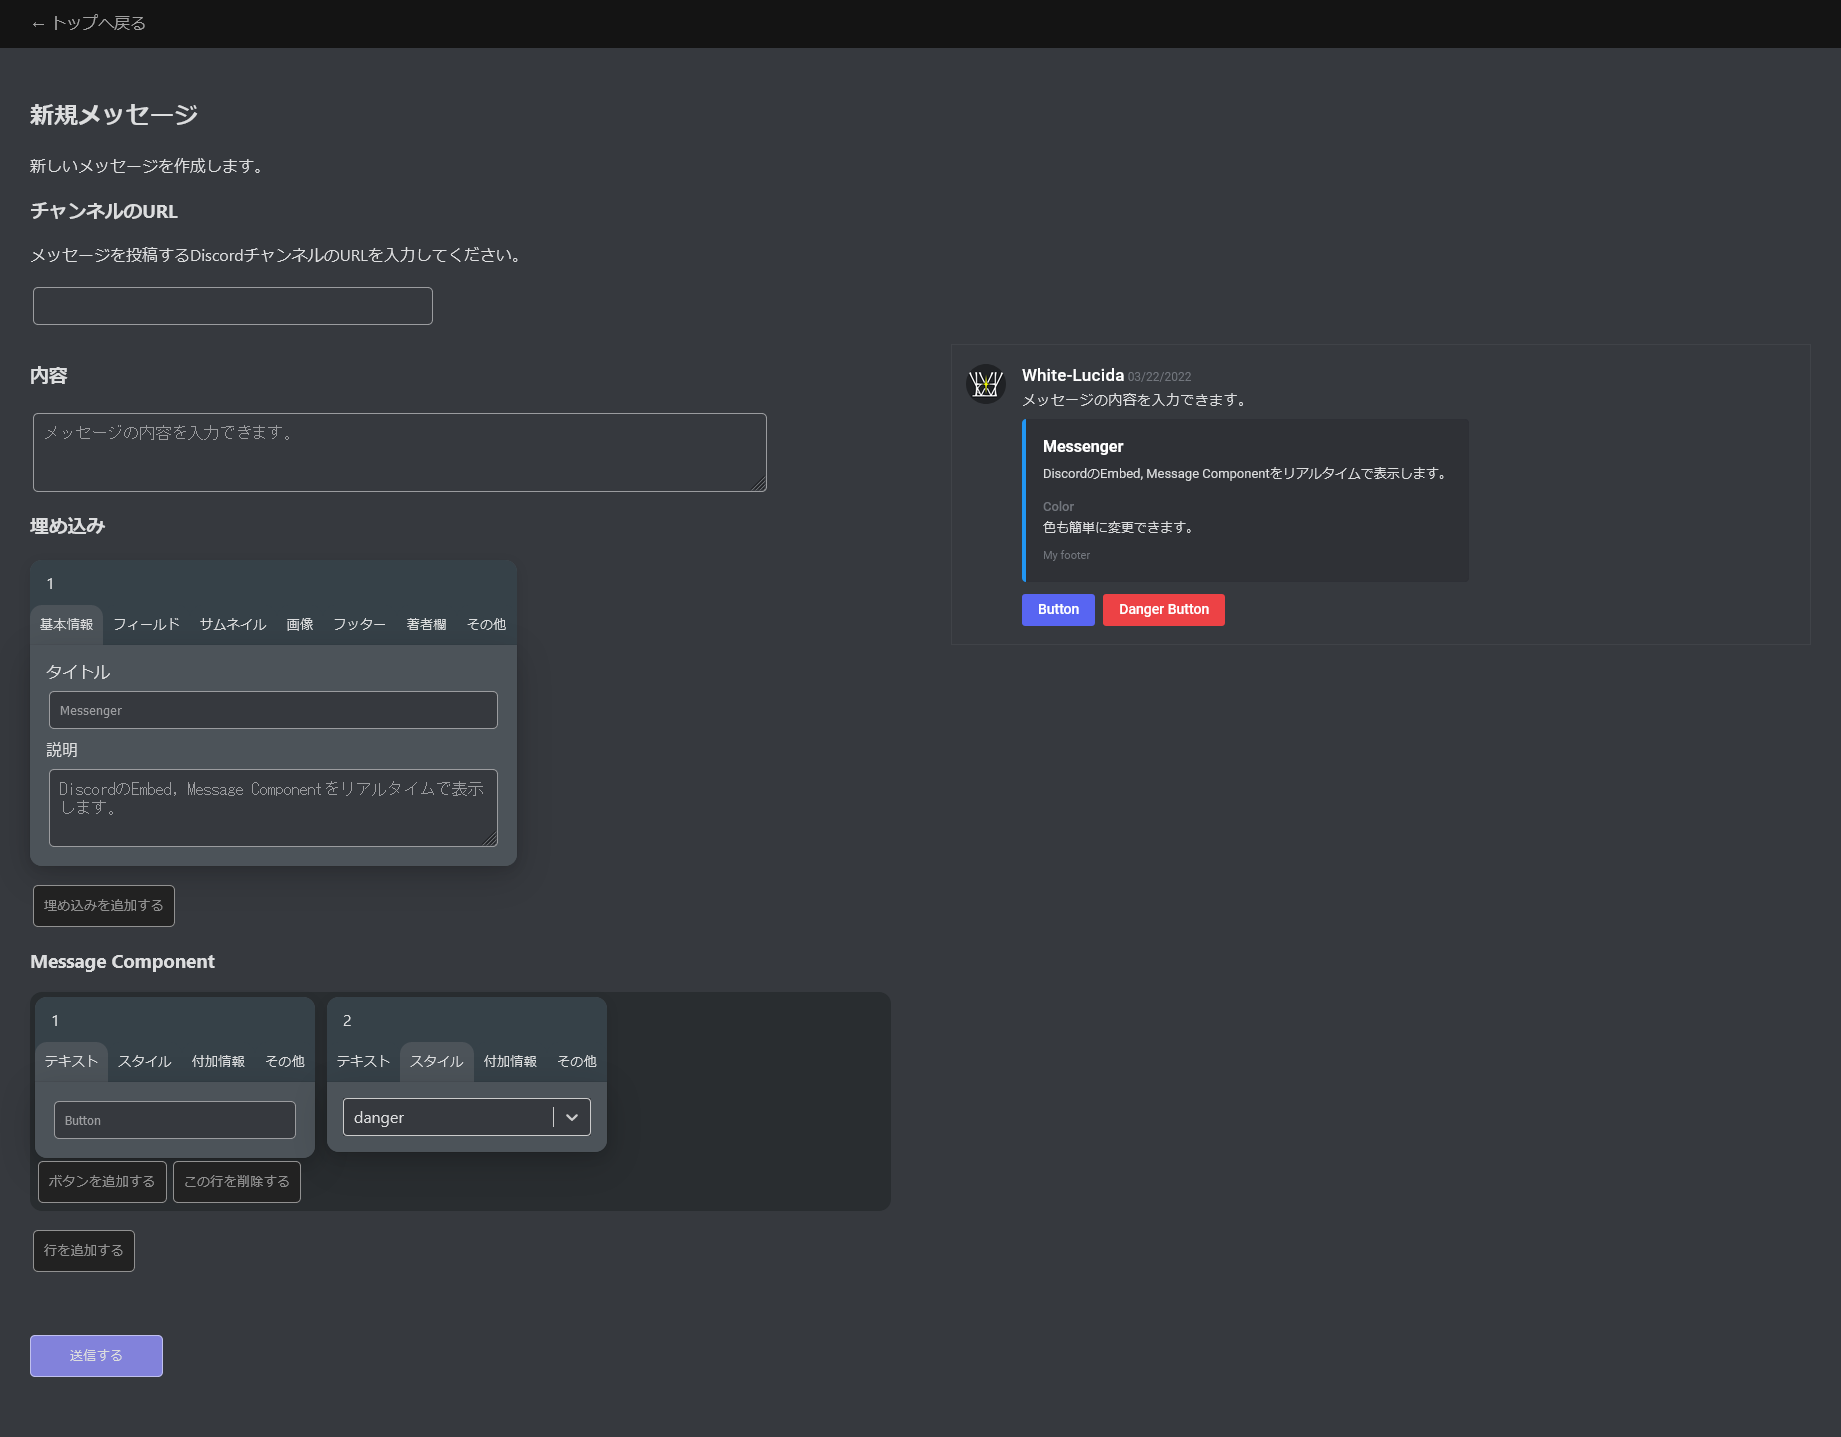 ← トップへ戻る
新規メッセージ
新しいメッセージを作成します。
チャンネルのURL
メッセージを投稿するDiscordチャンネルのURLを入力してください。
内容
メッセージの内容を入力できます。
埋め込み
1
基本情報 フィールド サムネイル 画像 フッター 著者欄 その他
タイトル
Messenger
説明
DiscordのEmbed, Message Componentをリアルタイムで表示
します。
埋め込みを追加する
Message Component
1
テキスト スタイル 付加情報 その他
Button
2
テキスト スタイル 付加情報 その他
danger
ボタンを追加する この行を削除する
行を追加する
送信する
White-Lucida 03/22/2022
メッセージの内容を入力できます。
Messenger
DiscordのEmbed, Message Componentをリアルタイムで表示します。
Color
色も簡単に変更できます。
My footer
Button Danger Button